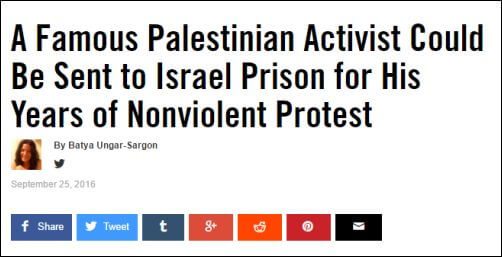 A Famous Palestinian Activist Could
Be Sent to Israel Prison for His
Years of Nonviolent Protest
By Batya Ungar-Sargon
September 25, 2016
f Share
Tweet
t
g+